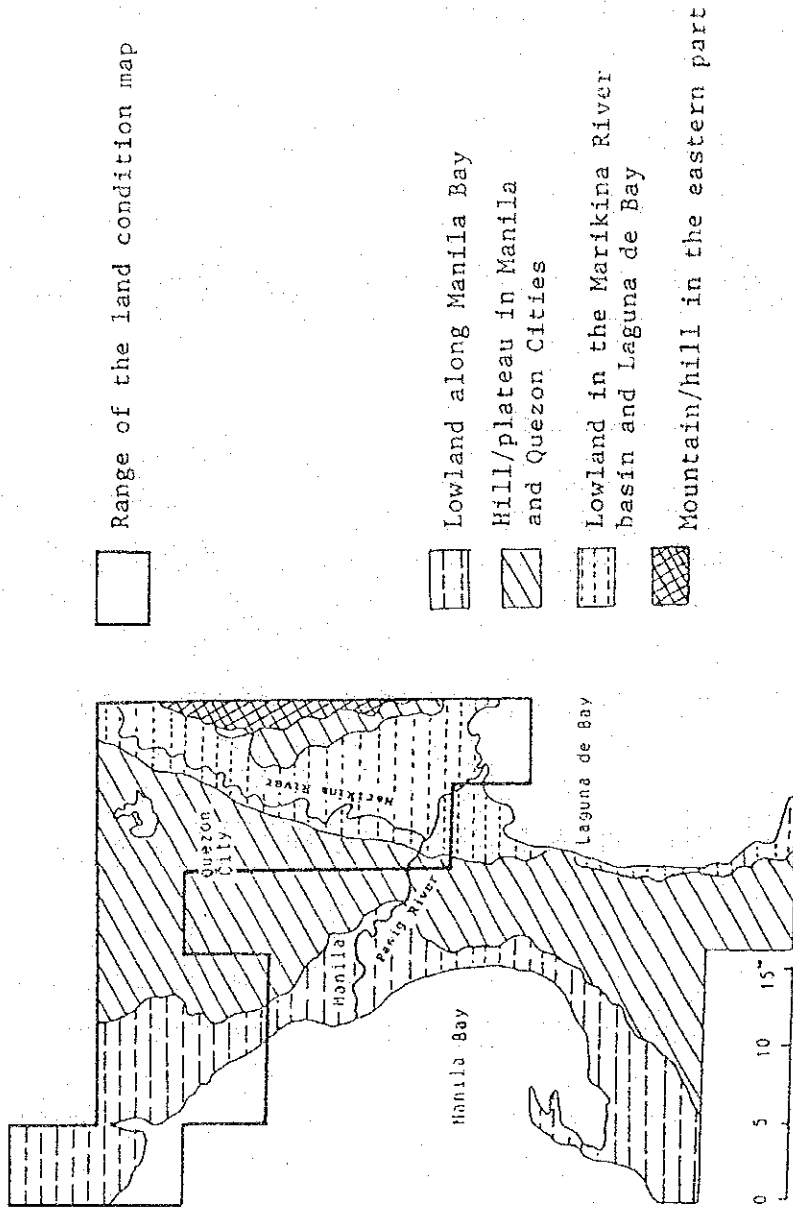 Range of the land condition map
Lowland along Manila Bay
Hill/plateau in Manila
and Quezon Cities
Lowland in the Marikina River
basin and Laguna de Bay
Mountain/hill in the eastern part
Quezon
City
Marikina River
Manila
Pasig River
Manila Bay
Laguna de Bay
0 5 10 15